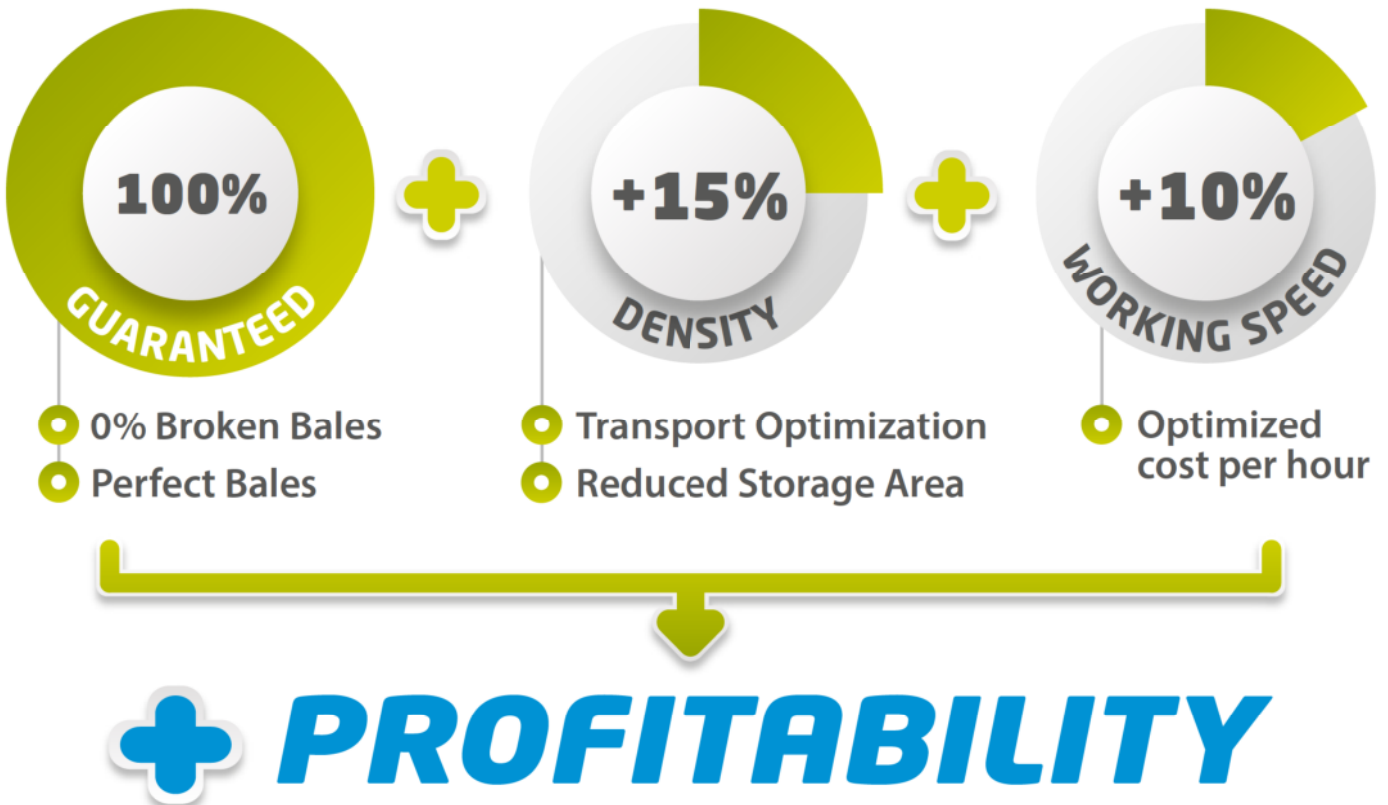 100%
GUARANTEED
0% Broken Bales
Perfect Bales
+15%
DENSITY
Transport Optimization
Reduced Storage Area
+10%
WORKING SPEED
Optimized
cost per hour
+ PROFITABILITY